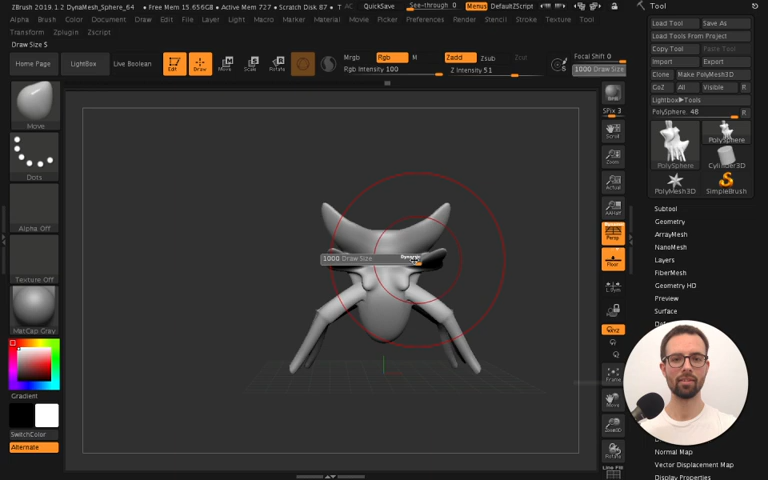 ZBrush 2019.1.2 DynaMesh_Sphere_64 • Free Mem 15.656GB • Active Mem 727 • Scratch Disk 87 • T AC QuickSave See-through 0 Menus DefaultZScript
Alpha Brush Color Document Draw Edit File Layer Light Macro Marker Material Movie Picker Preferences Render Stencil Stroke Texture Tool
Transform Zplugin Zscript
Draw Size S
Home Page LightBox Live Boolean Edit Draw Move Scale Rotate
Mrgb Rgb M Zadd Zsub Zcut
Rgb Intensity 100 Z Intensity 51
Focal Shift 0
1000 Draw Size
Move
Dots
Alpha Off
Texture Off
MatCap Gray
Gradient
SwitchColor
Alternate
1000 Draw Size Dynamic
BPR
SPix 3
Scroll
Zoom
Actual
AAHalf
Persp
Floor
L.Sym
XYZ
Frame
Move
Zoom3D
Rotate
Line Fill
Tool
Load Tool Save As
Load Tools From Project
Copy Tool Paste Tool
Import Export
Clone Make PolyMesh3D
GoZ All Visible R
Lightbox▶Tools
PolySphere. 48 R
PolySphere PolySphere
Cylinder3D
PolyMesh3D SimpleBrush
Subtool
Geometry
ArrayMesh
NanoMesh
Layers
FiberMesh
Geometry HD
Preview
Surface
Normal Map
Vector Displacement Map
Display Properties